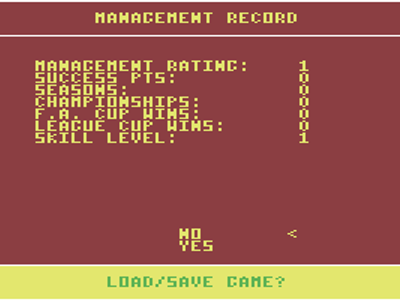 MANAGEMENT RECORD
MANAGEMENT RATING: 1
SUCCESS PTS: 0
SEASONS: 0
CHAMPIONSHIPS: 0
F.A. CUP WINS: 0
LEAGUE CUP WINS: 0
SKILL LEVEL: 1
NO <
YES
LOAD/SAVE GAME?